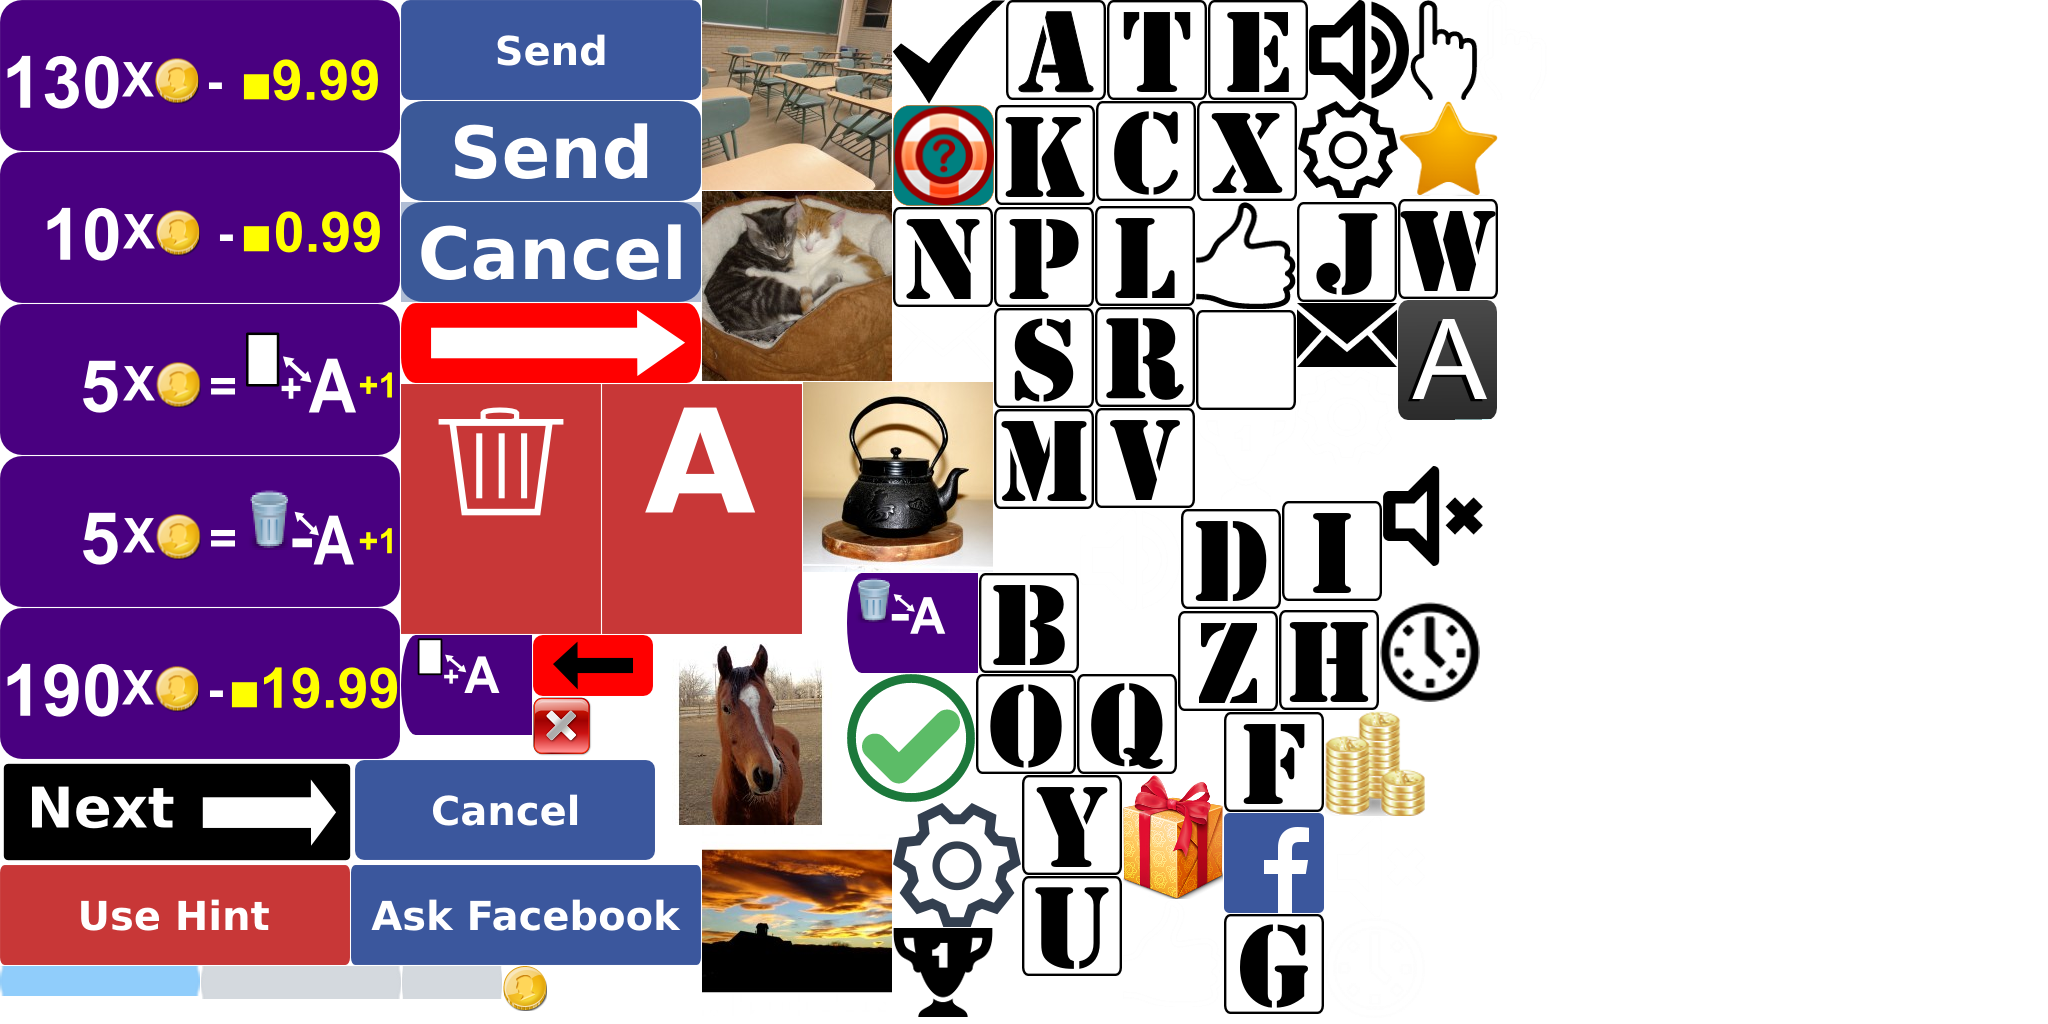 130X - ■9.99
10X - ■0.99
5X = +A +1
5X = -A +1
190X - ■19.99
Next
Use Hint
Send
Send
Cancel
A
+A
Cancel
Ask Facebook
A T E
?
K C X
N P L J W
S R A
M V
D I
-A
B
Z H
O Q
F
Y
f
U
1
G